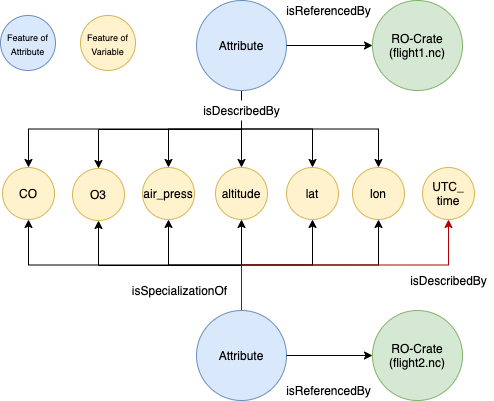 Feature of
Attribute
Feature of
Variable
isReferencedBy
Attribute
RO-Crate
(flight1.nc)
isDescribedBy
CO
O3
air_press
altitude
lat
lon
UTC_
time
isDescribedBy
isSpecializationOf
Attribute
RO-Crate
(flight2.nc)
isReferencedBy